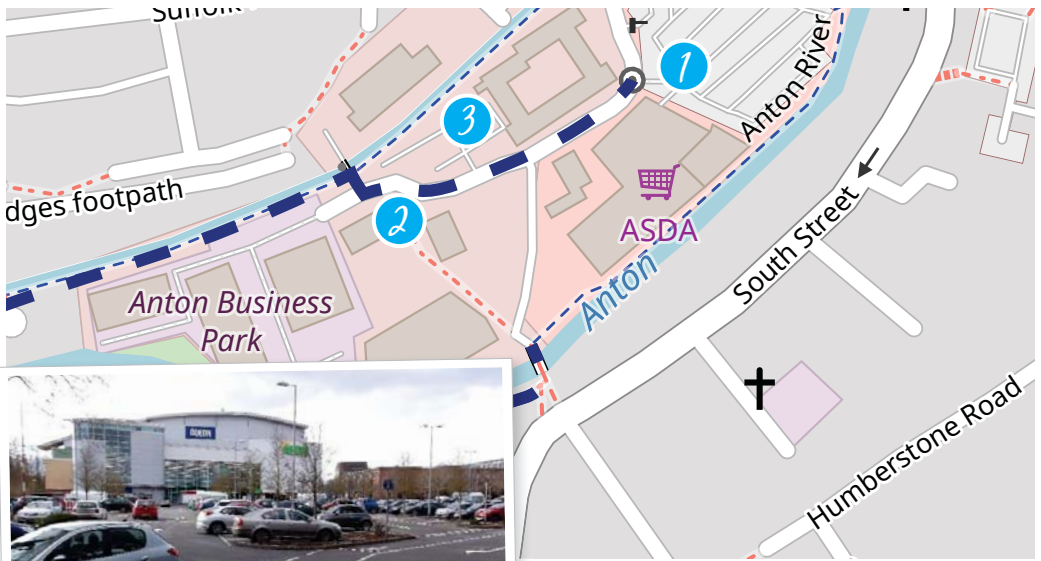 Suffolk
1
Anton River
3
dges footpath
2
ASDA
South Street
Anton
Anton Business
Park
ODEON
Humberstone Road